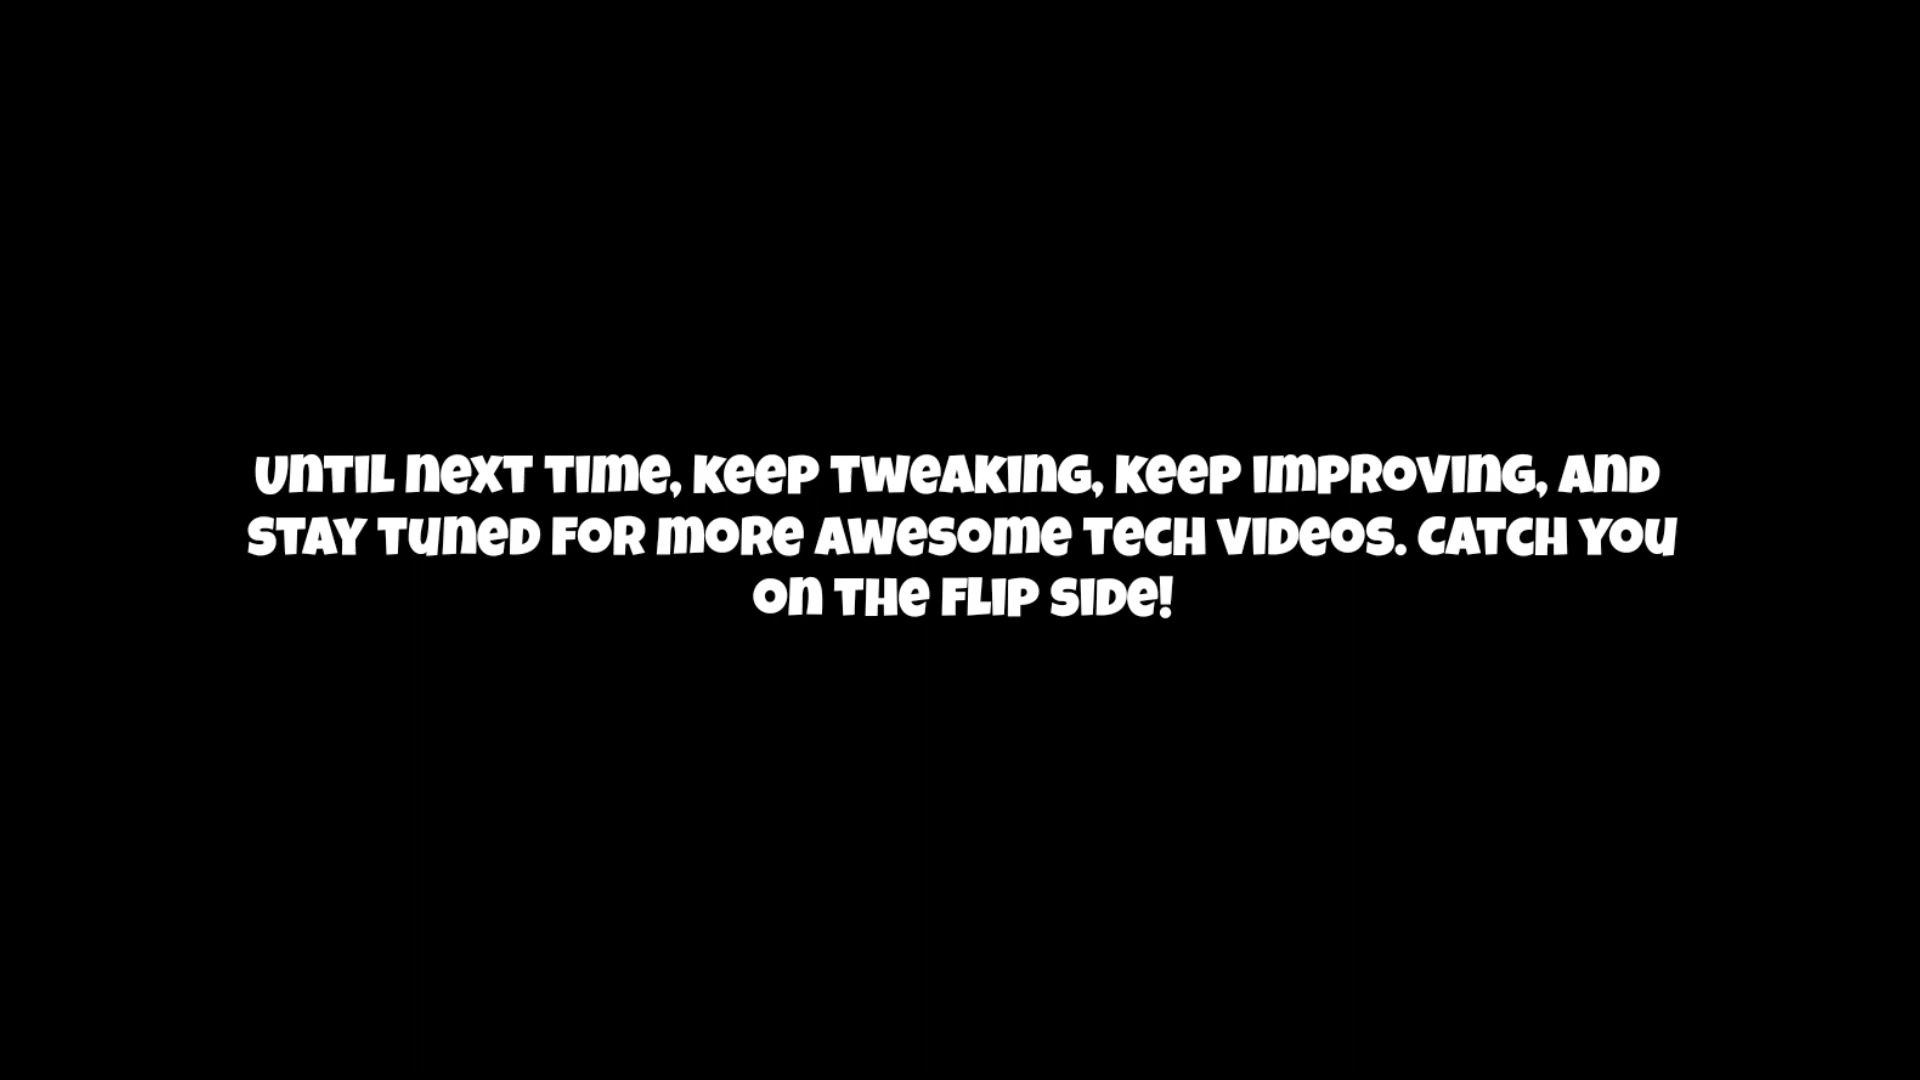 Until next time, keep tweaking, keep improving, and
stay tuned for more awesome tech videos. Catch you
on the flip side!